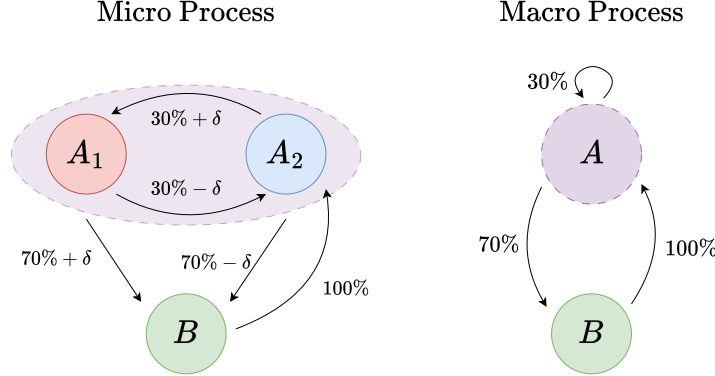 Micro Process
Macro Process
30%
30% + δ
A₁
A₂
A
30% − δ
70% + δ
70% − δ
70%
100%
100%
B
B